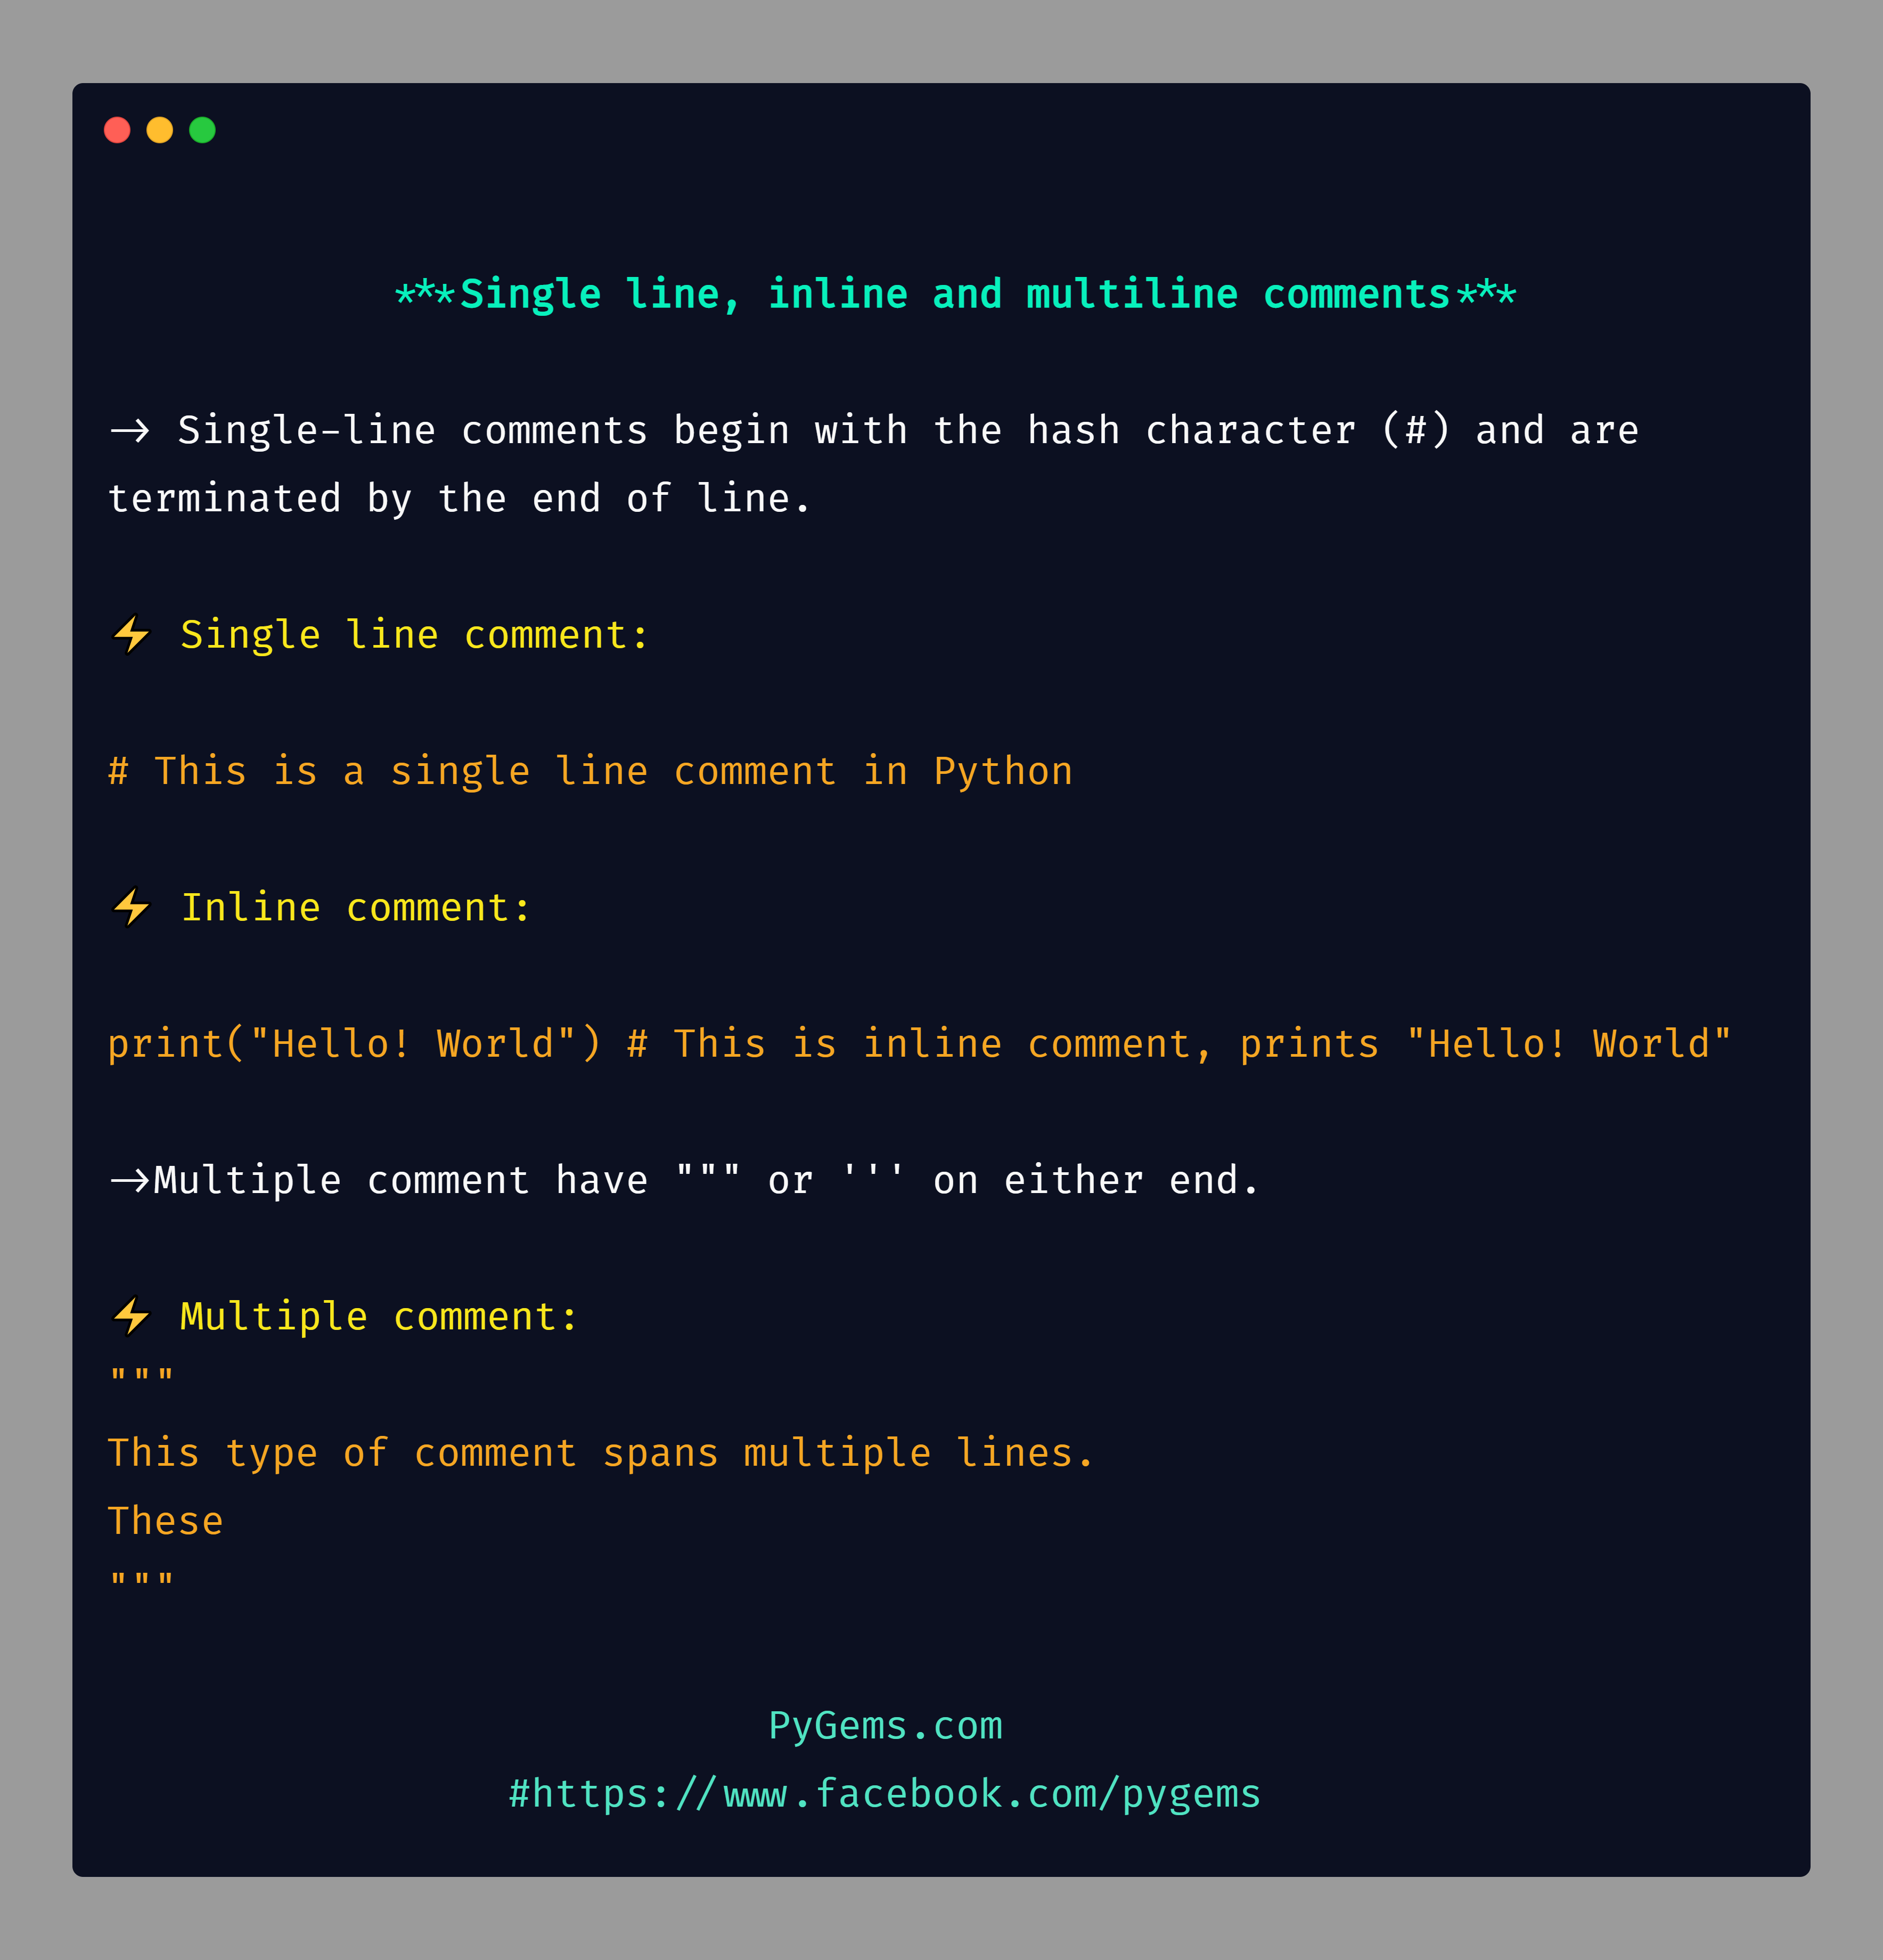 ***Single line, inline and multiline comments***
→ Single-line comments begin with the hash character (#) and are
terminated by the end of line.
⚡ Single line comment:
# This is a single line comment in Python
⚡ Inline comment:
print("Hello! World") # This is inline comment, prints "Hello! World"
→Multiple comment have """ or ''' on either end.
⚡ Multiple comment:
"""
This type of comment spans multiple lines.
These
"""
PyGems.com
#https://www.facebook.com/pygems